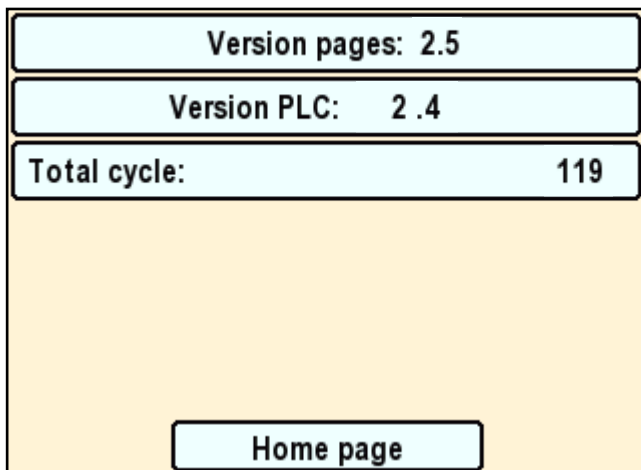 Version pages: 2.5
Version PLC: 2 .4
Total cycle: 119
Home page